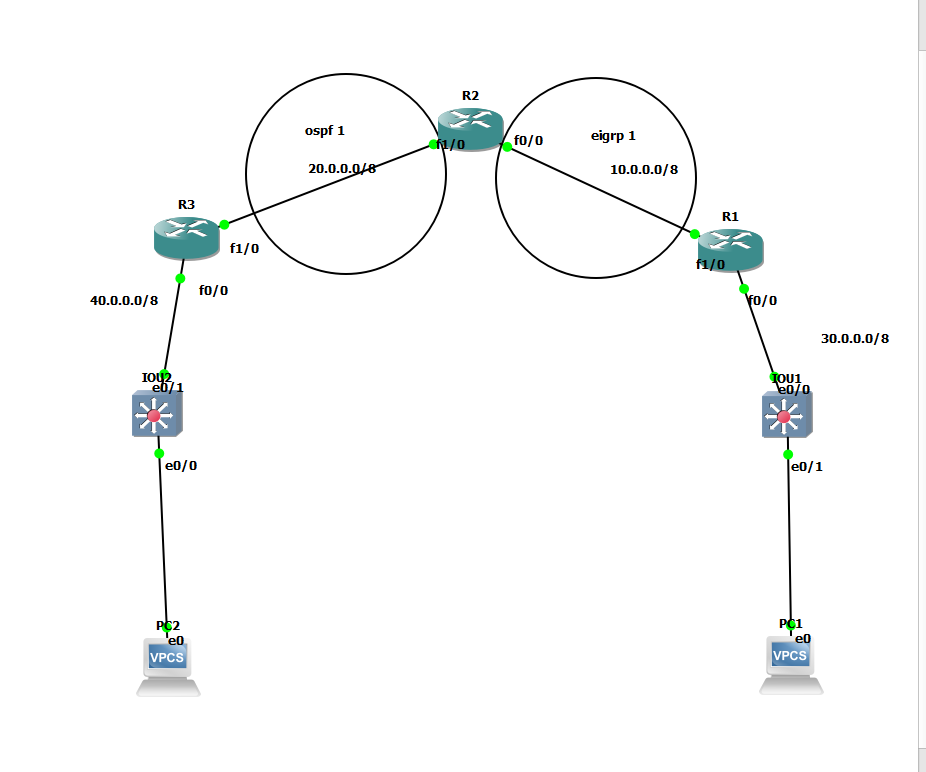 R2
ospf 1
eigrp 1
f1/0
f0/0
20.0.0.0/8
10.0.0.0/8
R3
R1
f1/0
f1/0
f0/0
f0/0
40.0.0.0/8
30.0.0.0/8
IOU2
e0/1
IOU1
e0/0
e0/0
e0/1
PC2
e0
VPCS
PC1
e0
VPCS